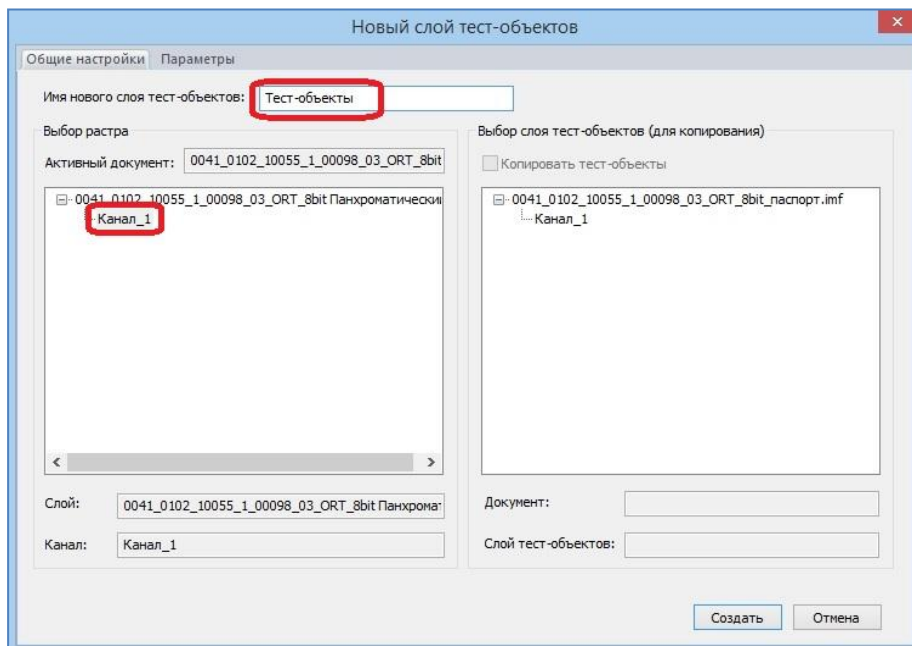 Новый слой тест-объектов
Общие настройки Параметры
Имя нового слоя тест-объектов: Тест-объекты
Выбор растра
Активный документ: 0041_0102_10055_1_00098_03_ORT_8bit
0041_0102_10055_1_00098_03_ORT_8bit Панхроматически
Канал_1
Слой: 0041_0102_10055_1_00098_03_ORT_8bit Панхромат
Канал: Канал_1
Выбор слоя тест-объектов (для копирования)
Копировать тест-объекты
0041_0102_10055_1_00098_03_ORT_8bit_паспорт.imf
Канал_1
Документ:
Слой тест-объектов:
Создать Отмена